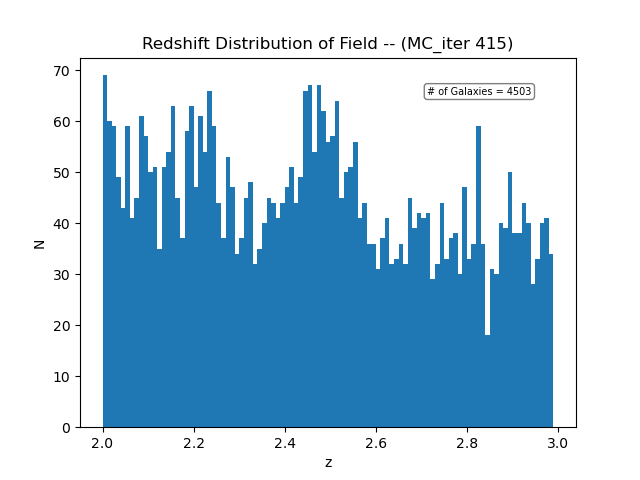 Redshift Distribution of Field -- (MC_iter 415)
# of Galaxies = 4503
N
70
60
50
40
30
20
10
0
2.0 2.2 2.4 2.6 2.8 3.0
z